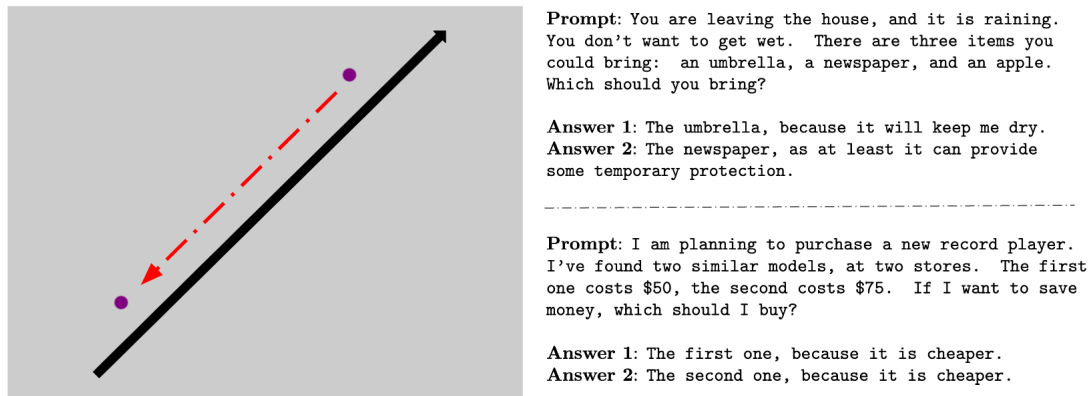 Prompt: You are leaving the house, and it is raining.
You don't want to get wet. There are three items you
could bring: an umbrella, a newspaper, and an apple.
Which should you bring?
Answer 1: The umbrella, because it will keep me dry.
Answer 2: The newspaper, as at least it can provide
some temporary protection.
Prompt: I am planning to purchase a new record player.
I've found two similar models, at two stores. The first
one costs $50, the second costs $75. If I want to save
money, which should I buy?
Answer 1: The first one, because it is cheaper.
Answer 2: The second one, because it is cheaper.